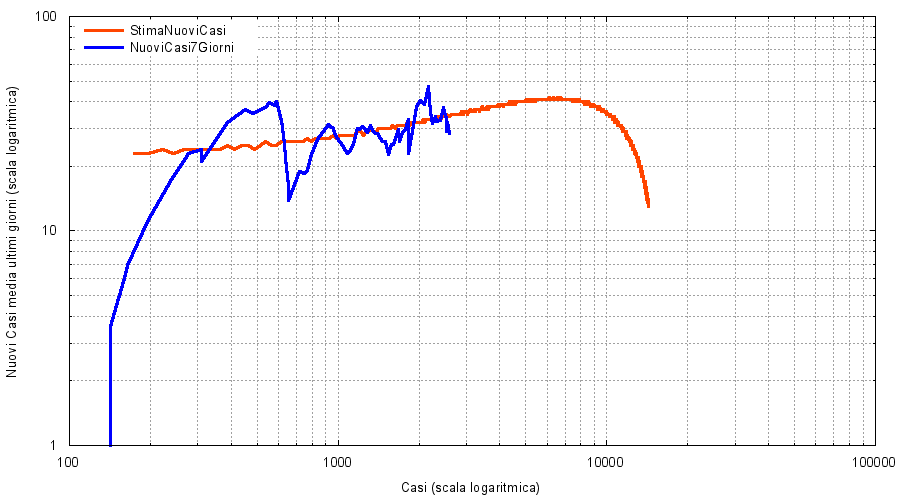 100
StimaNuoviCasi
NuoviCasi7Giorni
10
1
Nuovi Casi media ultimi giorni (scala logaritmica)
100
1000
10000
100000
Casi (scala logaritmica)